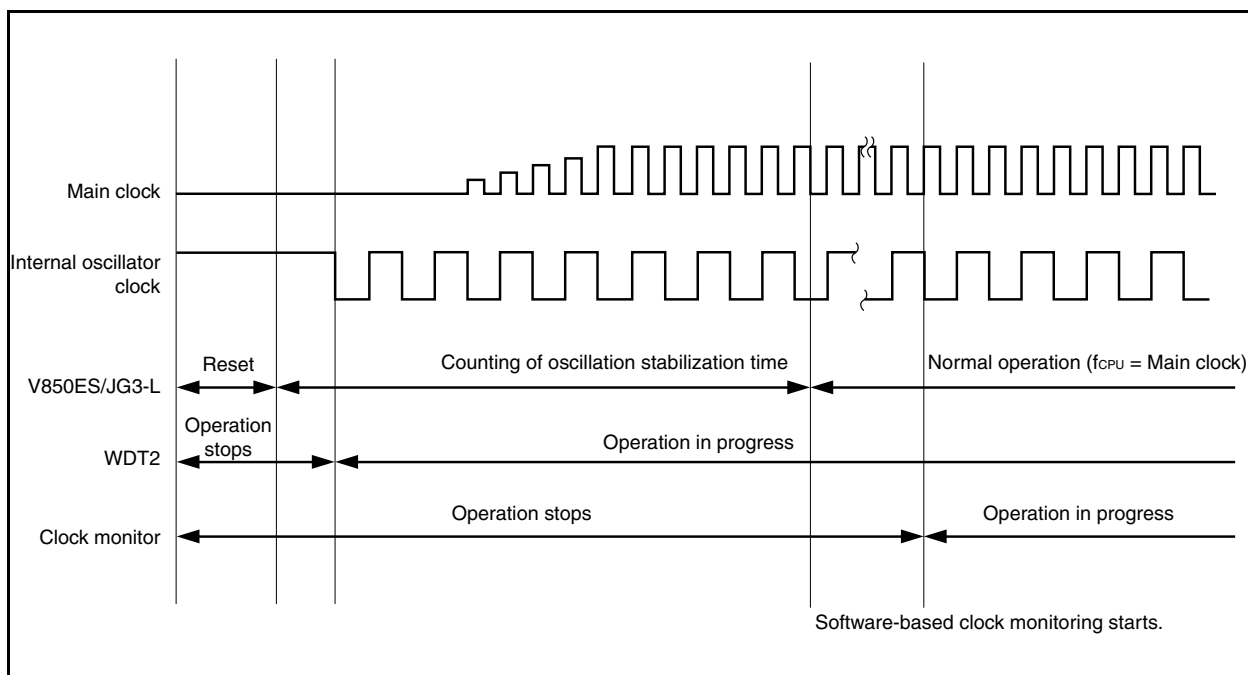 Main clock
Internal oscillator
clock
Reset
Counting of oscillation stabilization time
Normal operation (fCPU = Main clock)
V850ES/JG3-L
Operation
stops
Operation in progress
WDT2
Operation stops
Operation in progress
Clock monitor
Software-based clock monitoring starts.